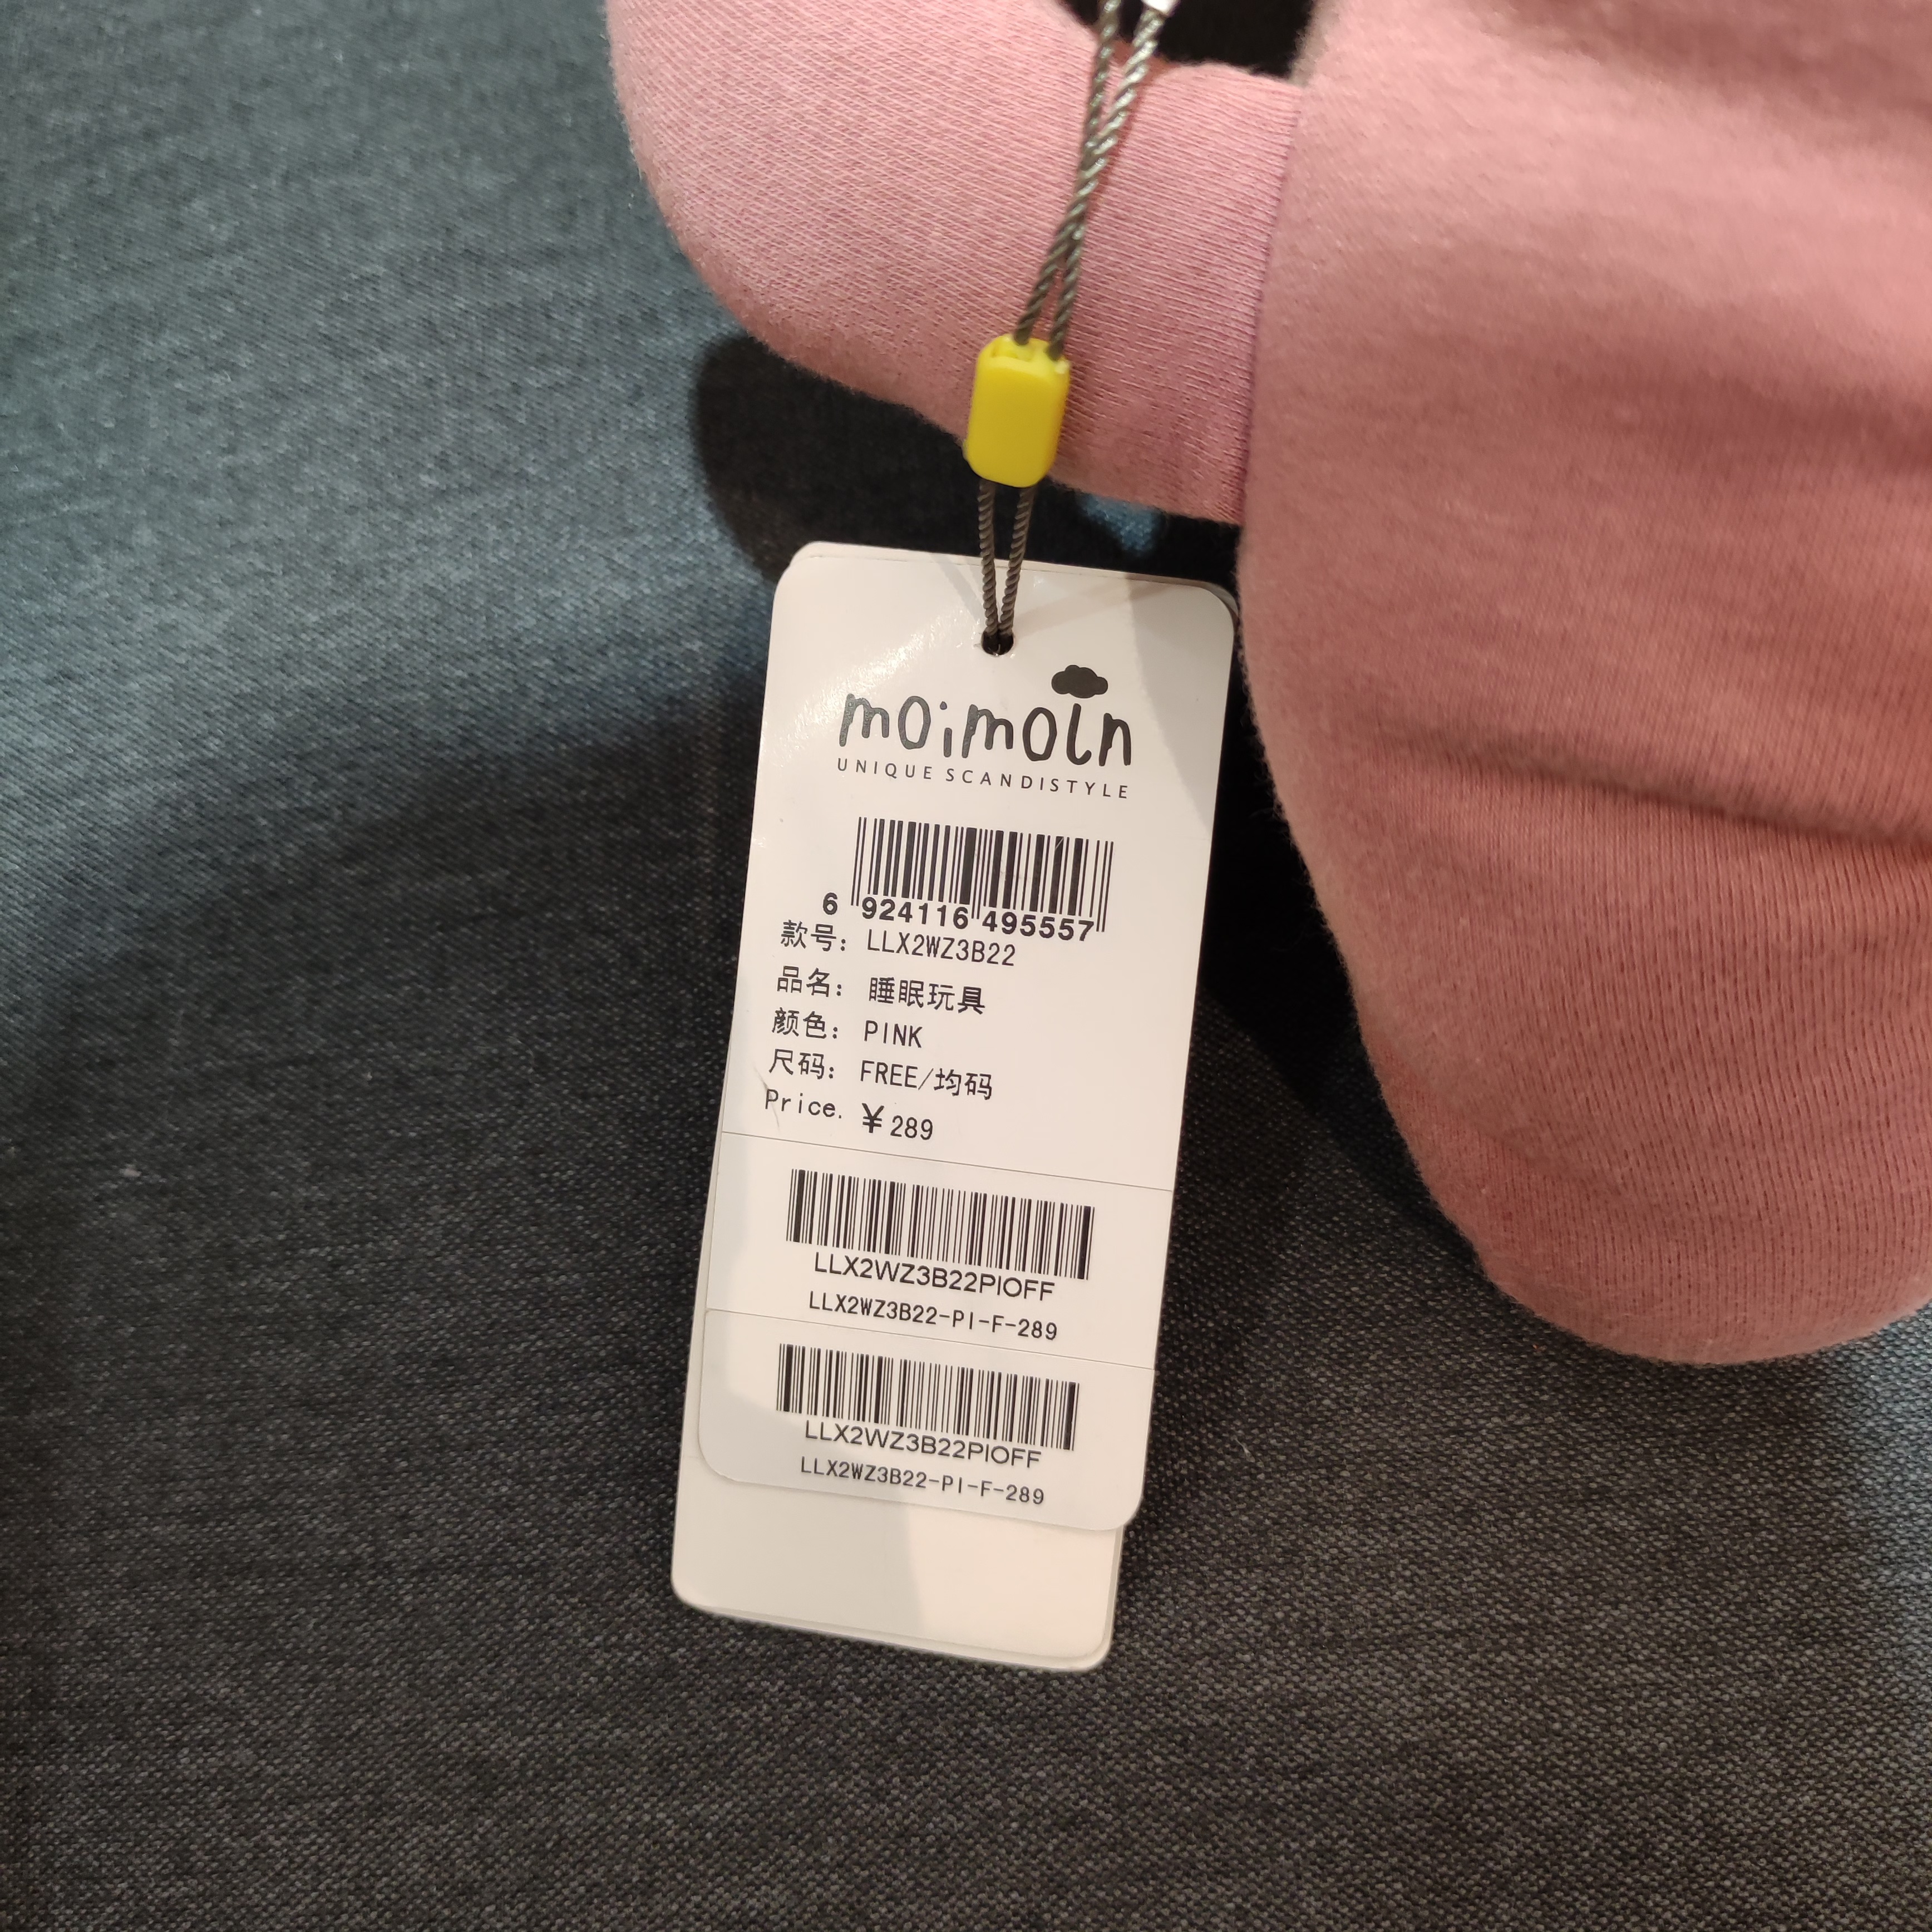 moimoln
UNIQUE SCANDISTYLE
6 924116 495557
款号: LLX2WZ3B22
品名: 睡眠玩具
颜色: PINK
尺码: FREE/均码
Price. ¥289
LLX2WZ3B22PIOFF
LLX2WZ3B22-PI-F-289
LLX2WZ3B22PIOFF
LLX2WZ3B22-PI-F-289